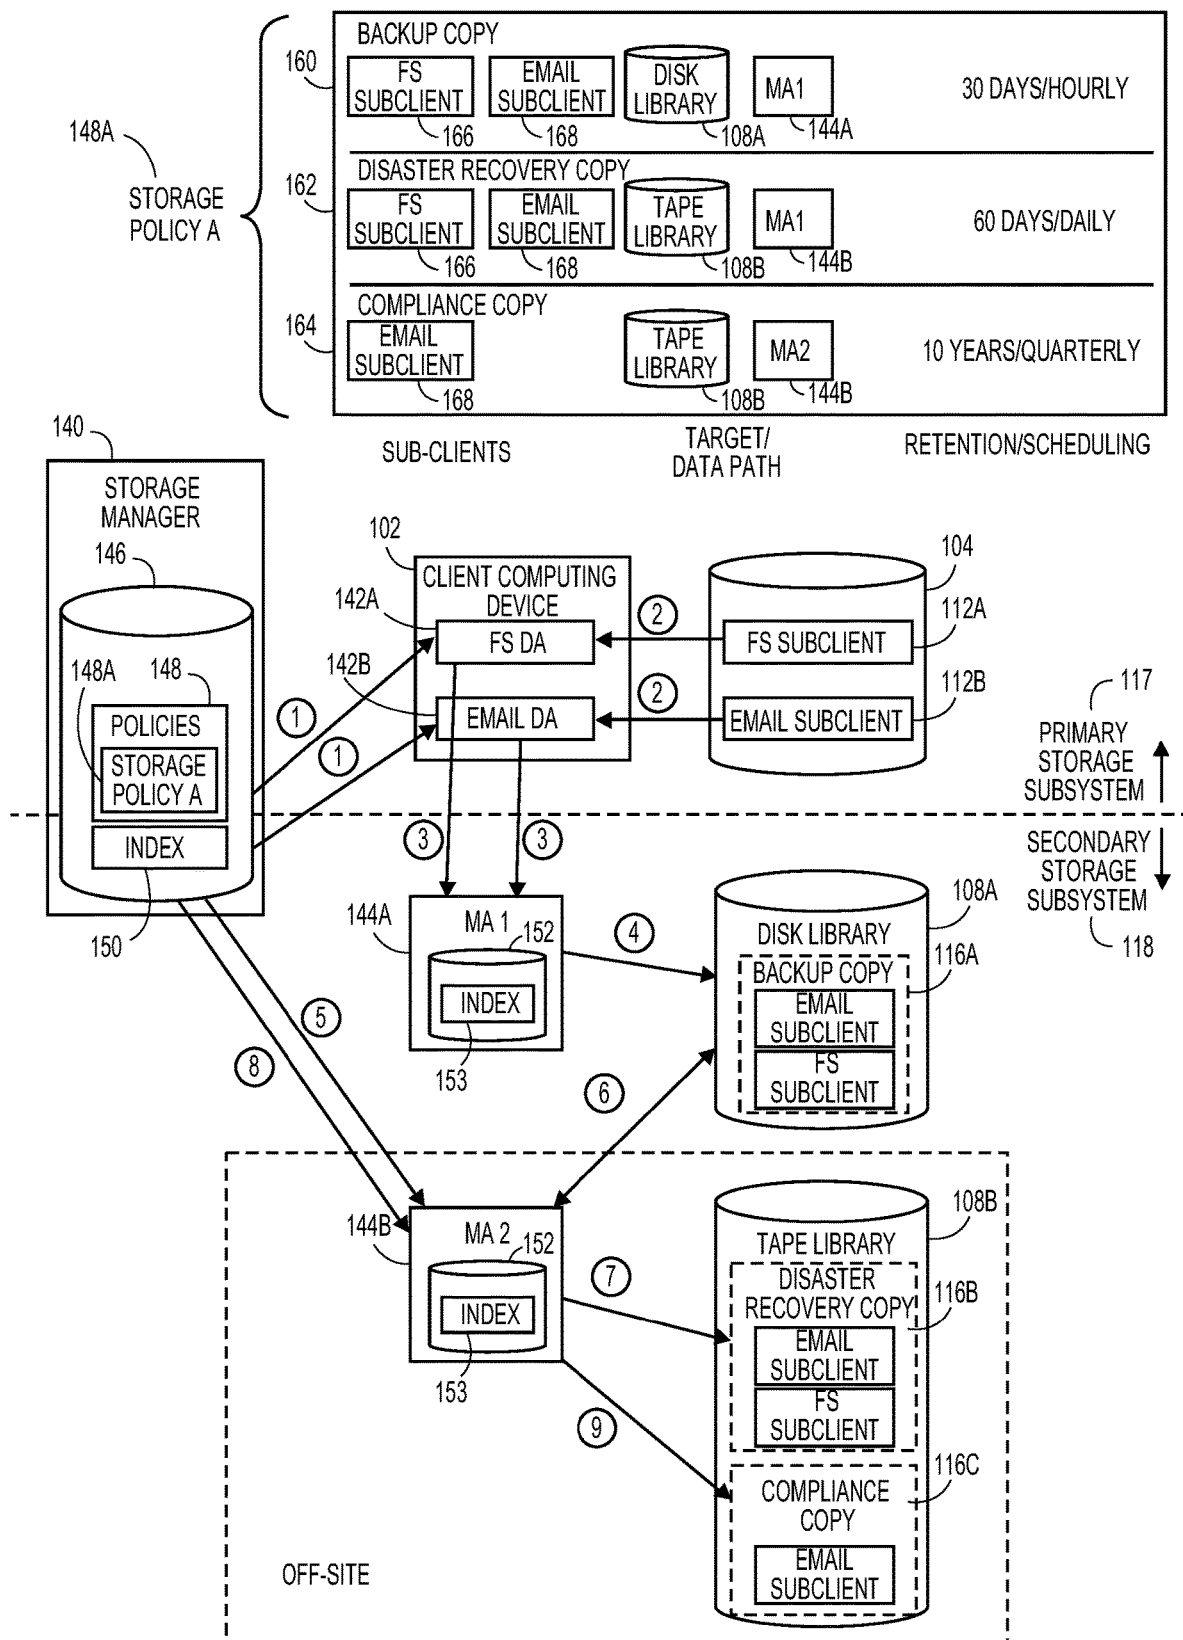 BACKUP COPY
160
FS
SUBCLIENT
166
EMAIL
SUBCLIENT
168
DISK
LIBRARY
108A
MA1
144A
30 DAYS/HOURLY
148A
STORAGE
POLICY A
DISASTER RECOVERY COPY
162
FS
SUBCLIENT
166
EMAIL
SUBCLIENT
168
TAPE
LIBRARY
108B
MA1
144B
60 DAYS/DAILY
COMPLIANCE COPY
164
EMAIL
SUBCLIENT
168
TAPE
LIBRARY
108B
MA2
144B
10 YEARS/QUARTERLY
SUB-CLIENTS
TARGET/
DATA PATH
RETENTION/SCHEDULING
140
STORAGE
MANAGER
146
148A
148
POLICIES
STORAGE
POLICY A
INDEX
150
1
1
102
CLIENT COMPUTING
DEVICE
142A
FS DA
142B
EMAIL DA
2
2
104
FS SUBCLIENT
112A
EMAIL SUBCLIENT
112B
117
PRIMARY
STORAGE
SUBSYSTEM
SECONDARY
STORAGE
SUBSYSTEM
118
3
3
144A
MA 1
152
INDEX
153
4
108A
DISK LIBRARY
116A
BACKUP COPY
EMAIL
SUBCLIENT
FS
SUBCLIENT
5
8
6
144B
MA 2
152
INDEX
153
7
9
108B
TAPE LIBRARY
DISASTER
RECOVERY COPY
116B
EMAIL
SUBCLIENT
FS
SUBCLIENT
116C
COMPLIANCE
COPY
EMAIL
SUBCLIENT
OFF-SITE